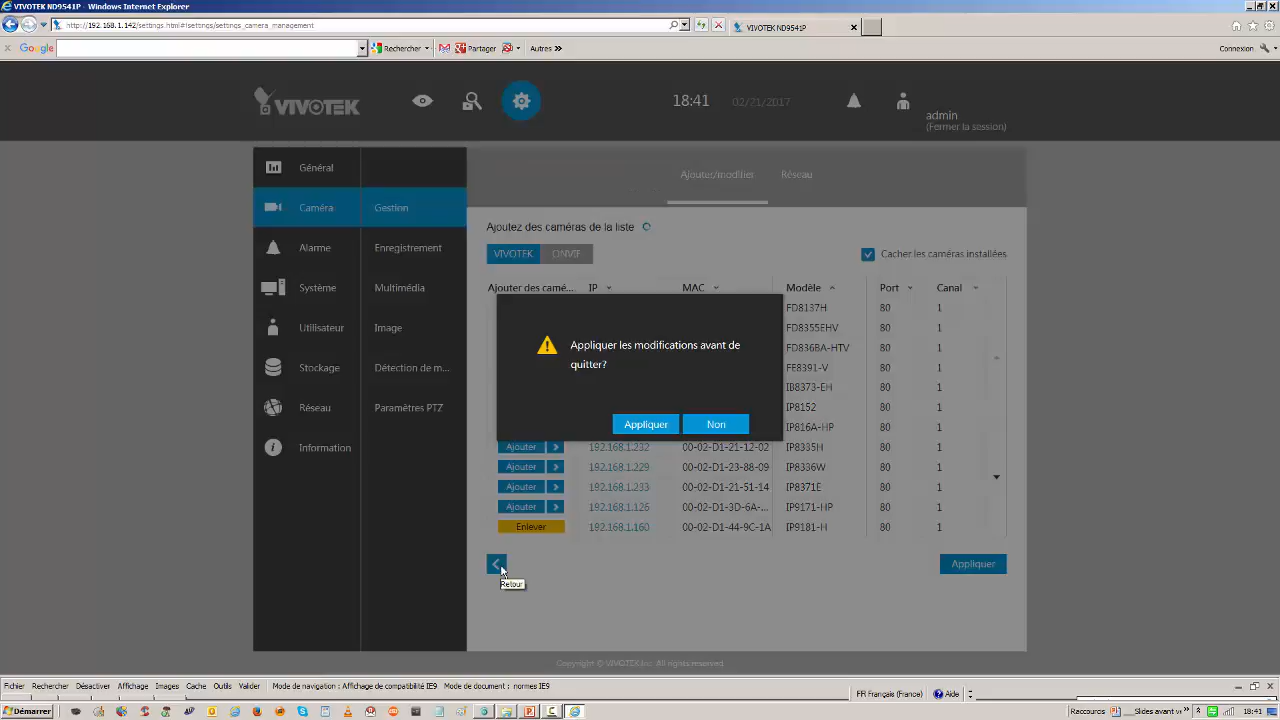 VIVOTEK ND9541P - Windows Internet Explorer
http://192.168.1.142/settings.html#!settings/settings_camera_management
VIVOTEK ND9541P
Google
Rechercher
Partager
Autres »
Connexion
VIVOTEK
18:41
02/21/2017
admin
(Fermer la session)
Général
Ajouter/modifier
Réseau
Caméra
Gestion
Ajoutez des caméras de la liste
Alarme
Enregistrement
VIVOTEK
ONVIF
Cacher les caméras installées
Système
Multimédia
Ajouter des camé...
IP
MAC
Modèle
Port
Canal
FD8137H
80
1
Utilisateur
Image
FD8355EHV
80
1
FD836BA-HTV
80
1
Stockage
Détection de m...
FE8391-V
80
1
IB8373-EH
80
1
Réseau
Paramètres PTZ
IP8152
80
1
IP816A-HP
80
1
Appliquer les modifications avant de
quitter?
Appliquer
Non
Information
Ajouter
192.168.1.232
00-02-D1-21-12-02
IP8335H
80
1
Ajouter
192.168.1.229
00-02-D1-23-88-09
IP8336W
80
1
Ajouter
192.168.1.233
00-02-D1-21-51-14
IP8371E
80
1
Ajouter
192.168.1.126
00-02-D1-3D-6A-...
IP9171-HP
80
1
Enlever
192.168.1.160
00-02-D1-44-9C-1A
IP9181-H
80
1
Appliquer
Retour
Copyright © VIVOTEK Inc. All rights reserved.
Fichier
Rechercher
Désactiver
Affichage
Images
Cache
Outils
Valider
Mode de navigation : Affichage de compatibilité IE9
Mode de document : normes IE9
FR Français (France)
Aide
Démarrer
Raccourcis
__Slides avant v
18:41